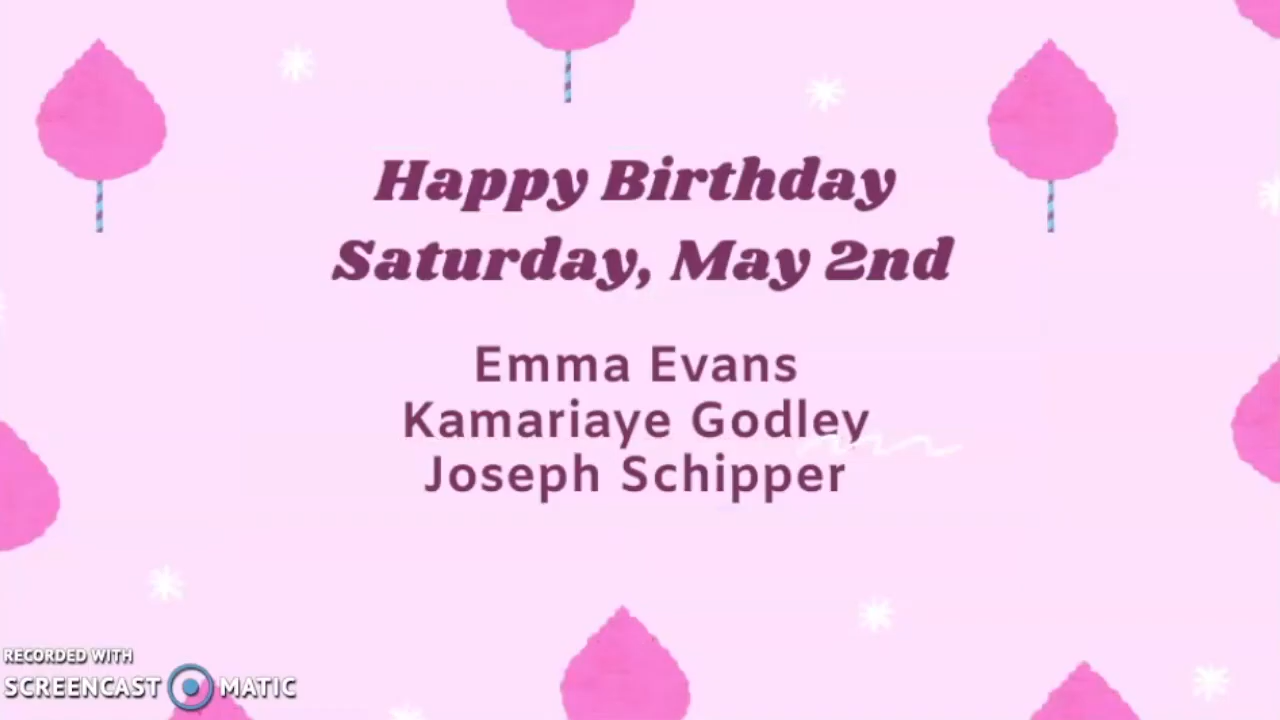 Happy Birthday
Saturday, May 2nd
Emma Evans
Kamariaye Godley
Joseph Schipper
RECORDED WITH
SCREENCAST MATIC